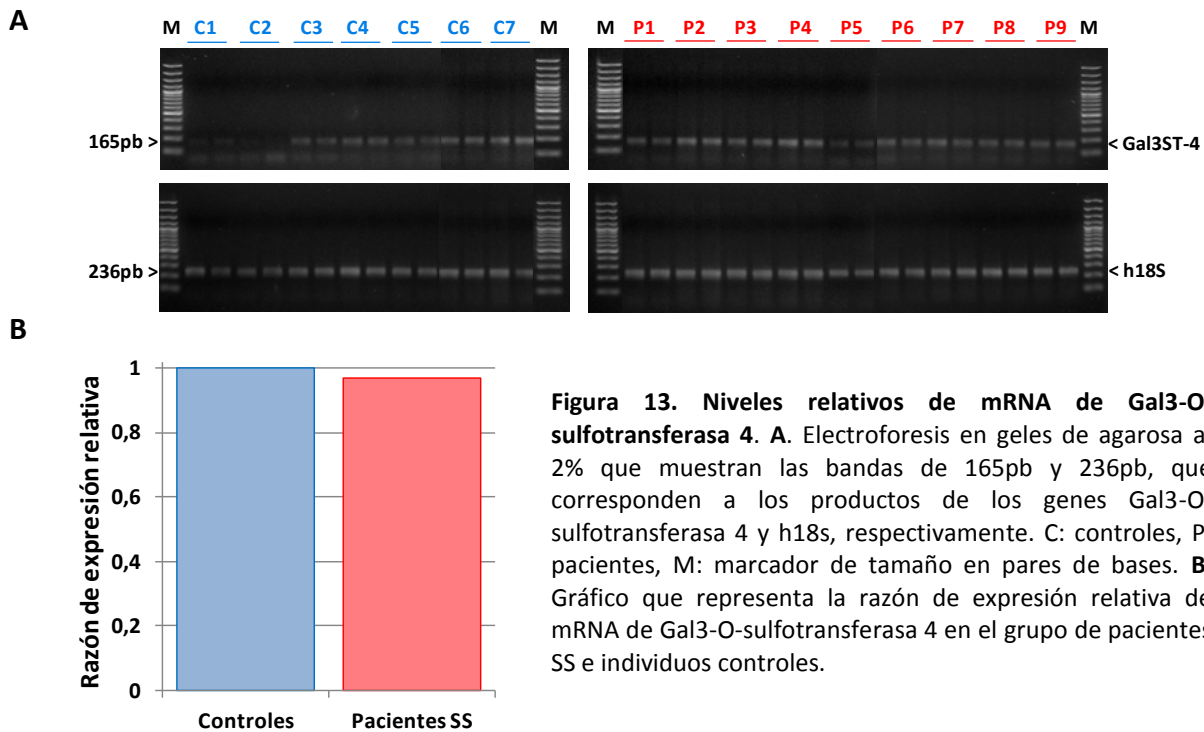 A
M C1 C2 C3 C4 C5 C6 C7 M
M P1 P2 P3 P4 P5 P6 P7 P8 P9 M
165pb >
< Gal3ST-4
236pb >
< h18S
B
Razón de expresión relativa
1
0,8
0,6
0,4
0,2
0
Controles
Pacientes SS
Figura 13. Niveles relativos de mRNA de Gal3-O
sulfotransferasa 4. A. Electroforesis en geles de agarosa a
2% que muestran las bandas de 165pb y 236pb, que
corresponden a los productos de los genes Gal3-O
sulfotransferasa 4 y h18s, respectivamente. C: controles, P
pacientes, M: marcador de tamaño en pares de bases. B
Gráfico que representa la razón de expresión relativa de
mRNA de Gal3-O-sulfotransferasa 4 en el grupo de pacientes
SS e individuos controles.